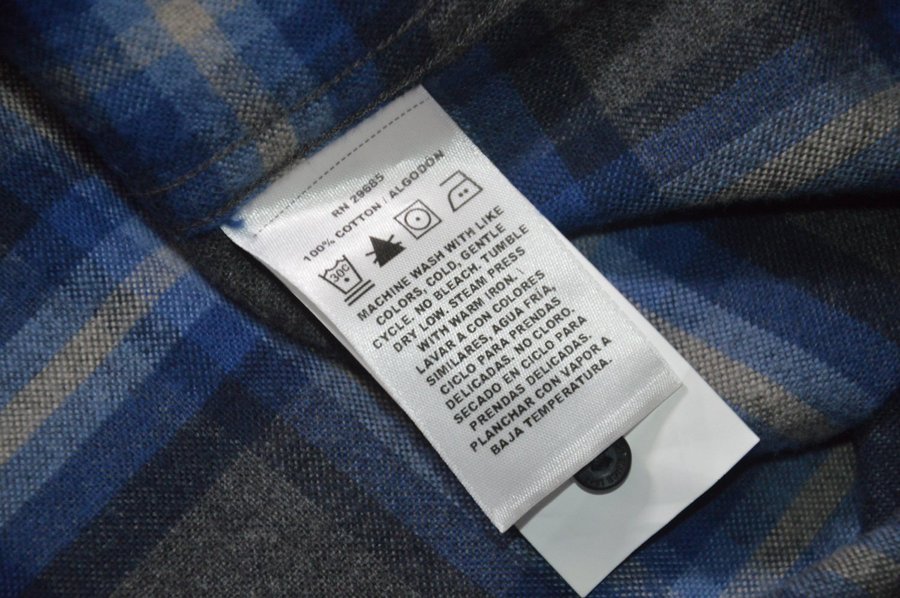 RN 29685
100% COTTON | ALGODÓN
30C
MACHINE WASH WITH LIKE
COLORS, COLD, GENTLE
CYCLE, NO BLEACH, TUMBLE
DRY LOW, STEAM PRESS
WITH WARM IRON. |
LAVAR A CON COLORES
SIMILARES, AGUA FRIA,
CICLO PARA PRENDAS
DELICADAS. NO CLORO.
SECADO EN CICLO PARA
PRENDAS DELICADAS,
PLANCHAR CON VAPOR A
BAJA TEMPERATURA.